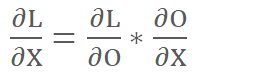 ∂L/∂X = ∂L/∂O * ∂O/∂X